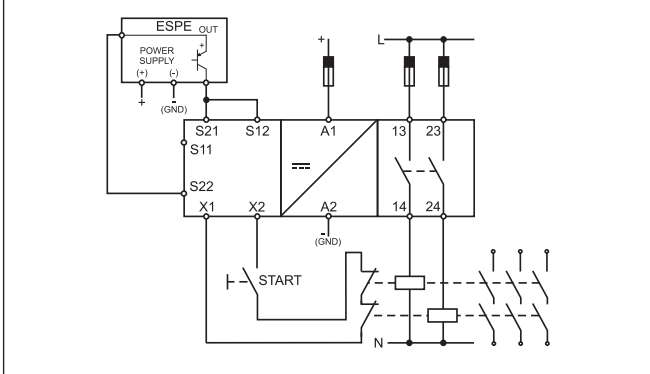 ESPE OUT
POWER
SUPPLY
(+) (-)
+ + -
(GND)
+ L
S21 S12 A1 13 23
S11
S22
X1 X2 A2 14 24
-
(GND)
START
N